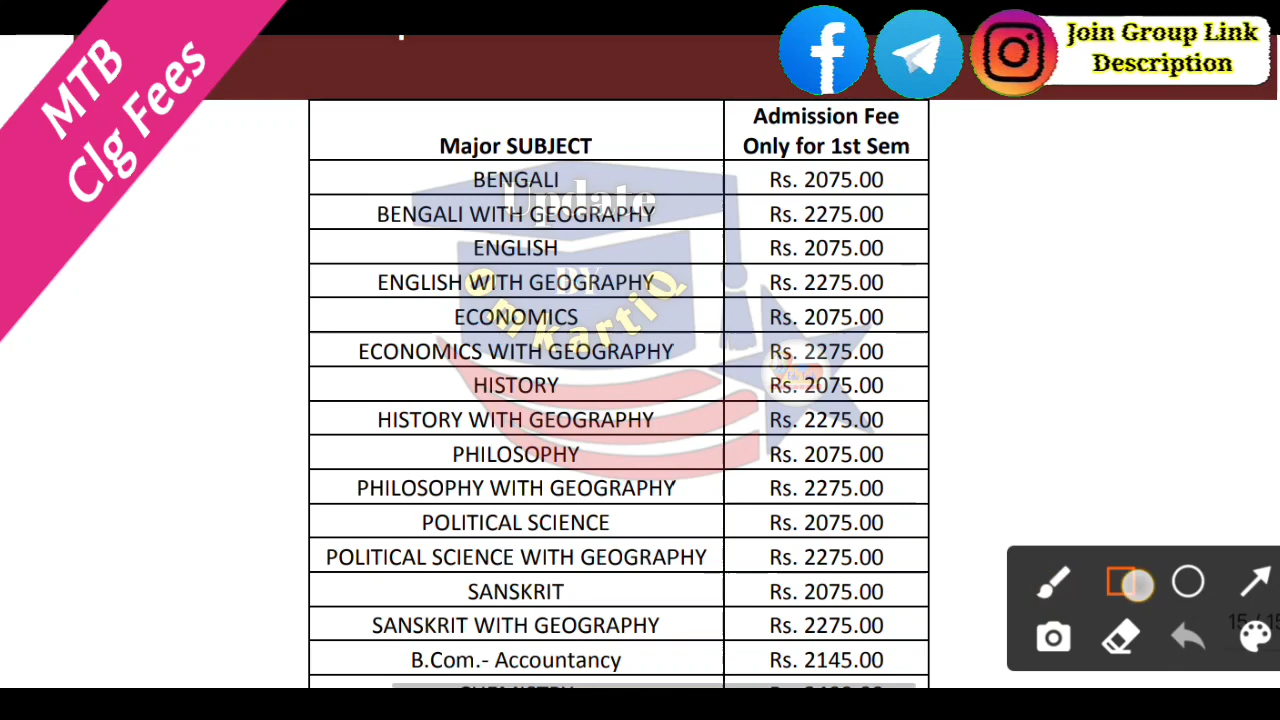 MTB
Clg Fees
Join Group Link
Description
Major SUBJECT
Admission Fee
Only for 1st Sem
BENGALI Rs. 2075.00
BENGALI WITH GEOGRAPHY Rs. 2275.00
ENGLISH Rs. 2075.00
ENGLISH WITH GEOGRAPHY Rs. 2275.00
ECONOMICS Rs. 2075.00
ECONOMICS WITH GEOGRAPHY Rs. 2275.00
HISTORY Rs. 2075.00
HISTORY WITH GEOGRAPHY Rs. 2275.00
PHILOSOPHY Rs. 2075.00
PHILOSOPHY WITH GEOGRAPHY Rs. 2275.00
POLITICAL SCIENCE Rs. 2075.00
POLITICAL SCIENCE WITH GEOGRAPHY Rs. 2275.00
SANSKRIT Rs. 2075.00
SANSKRIT WITH GEOGRAPHY Rs. 2275.00
B.Com.- Accountancy Rs. 2145.00
Update
BY
OmKartiQ